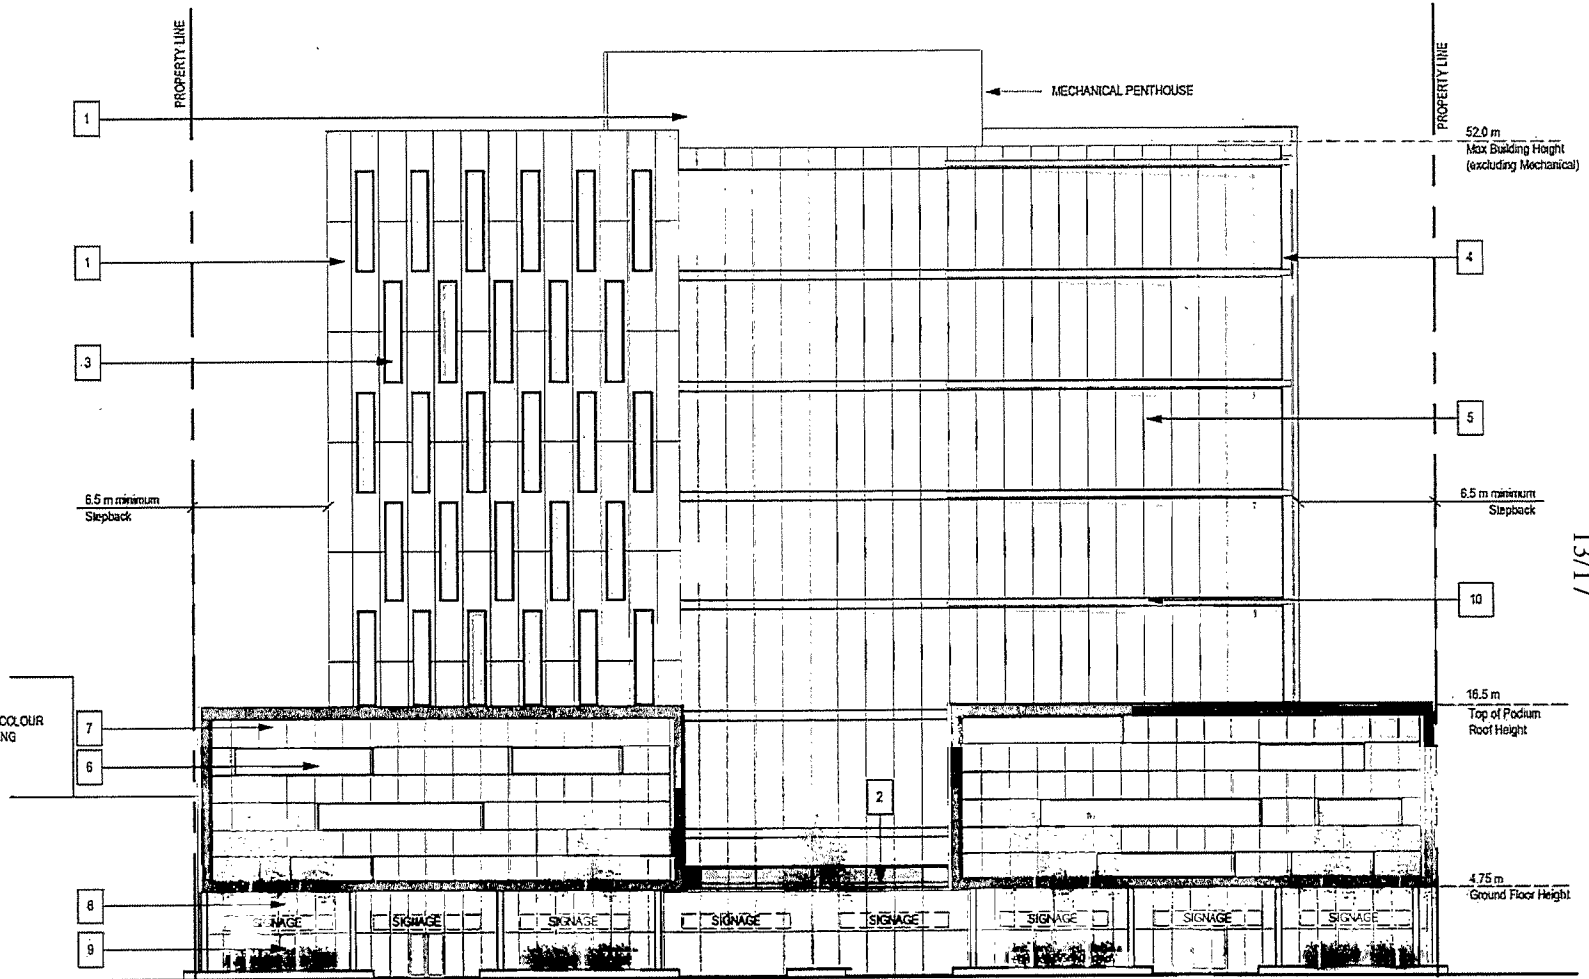 PROPERTY LINE
PROPERTY LINE
MECHANICAL PENTHOUSE
1
52.0 m
Max Building Height
(excluding Mechanical)
1
4
3
5
6.5 m minimum
Stepback
6.5 m minimum
Stepback
13/17
10
16.5 m
Top of Podium
Roof Height
COLOUR
NG
7
6
2
4.75 m
Ground Floor Height
8
SIGNAGE
SIGNAGE
SIGNAGE
SIGNAGE
SIGNAGE
SIGNAGE
SIGNAGE
SIGNAGE
9